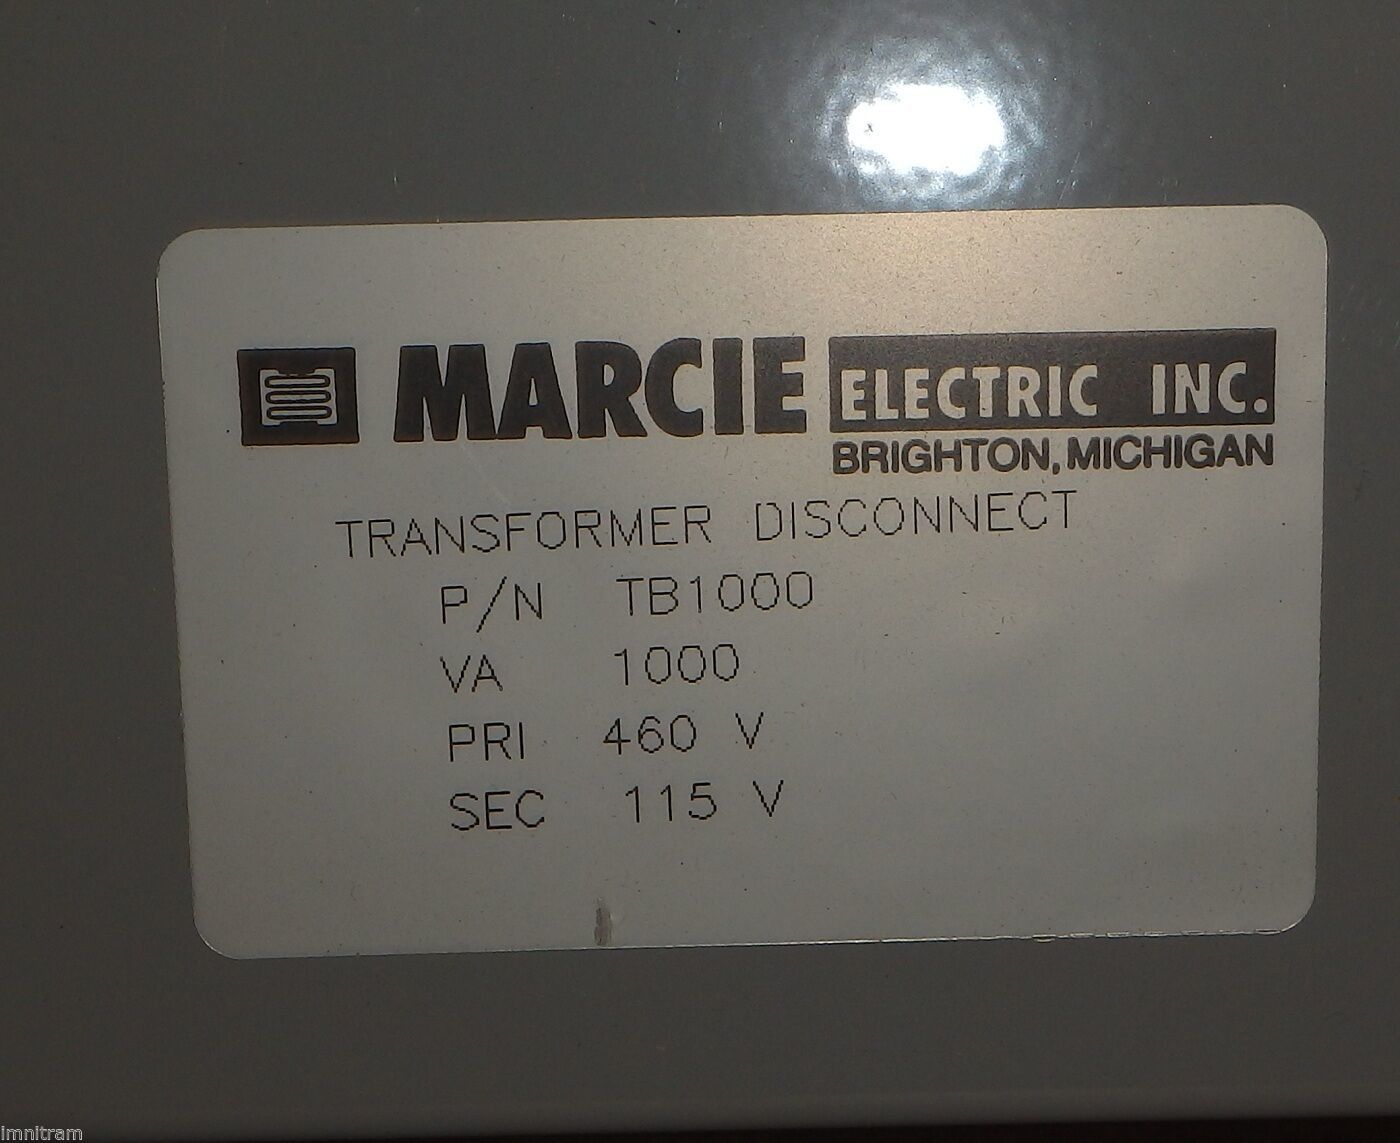 MARCIE ELECTRIC INC.
BRIGHTON, MICHIGAN
TRANSFORMER DISCONNECT
P/N TB1000
VA 1000
PRI 460 V
SEC 115 V
imnitram